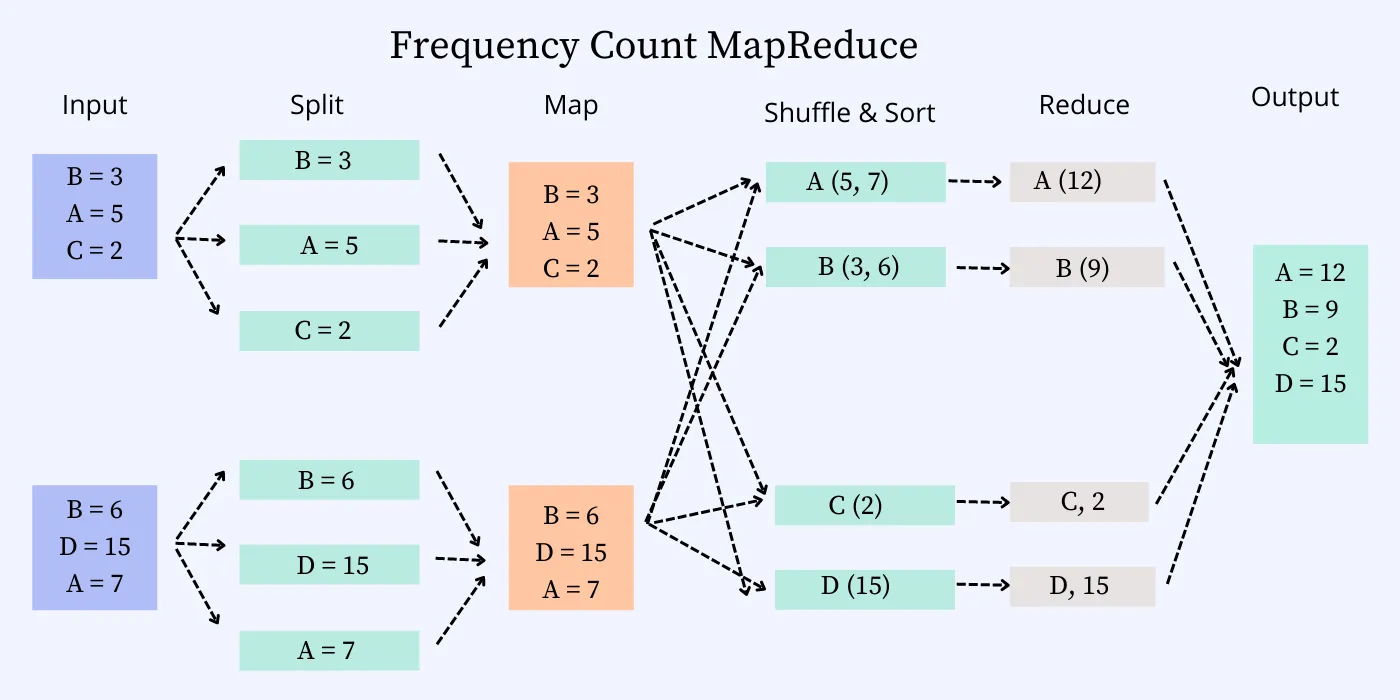 Frequency Count MapReduce
Input
Split
Map
Shuffle & Sort
Reduce
Output
B = 3
A = 5
C = 2
B = 3
A = 5
C = 2
B = 3
A = 5
C = 2
A (5, 7)
B (3, 6)
A (12)
B (9)
A = 12
B = 9
C = 2
D = 15
B = 6
D = 15
A = 7
B = 6
D = 15
A = 7
B = 6
D = 15
A = 7
C (2)
D (15)
C, 2
D, 15